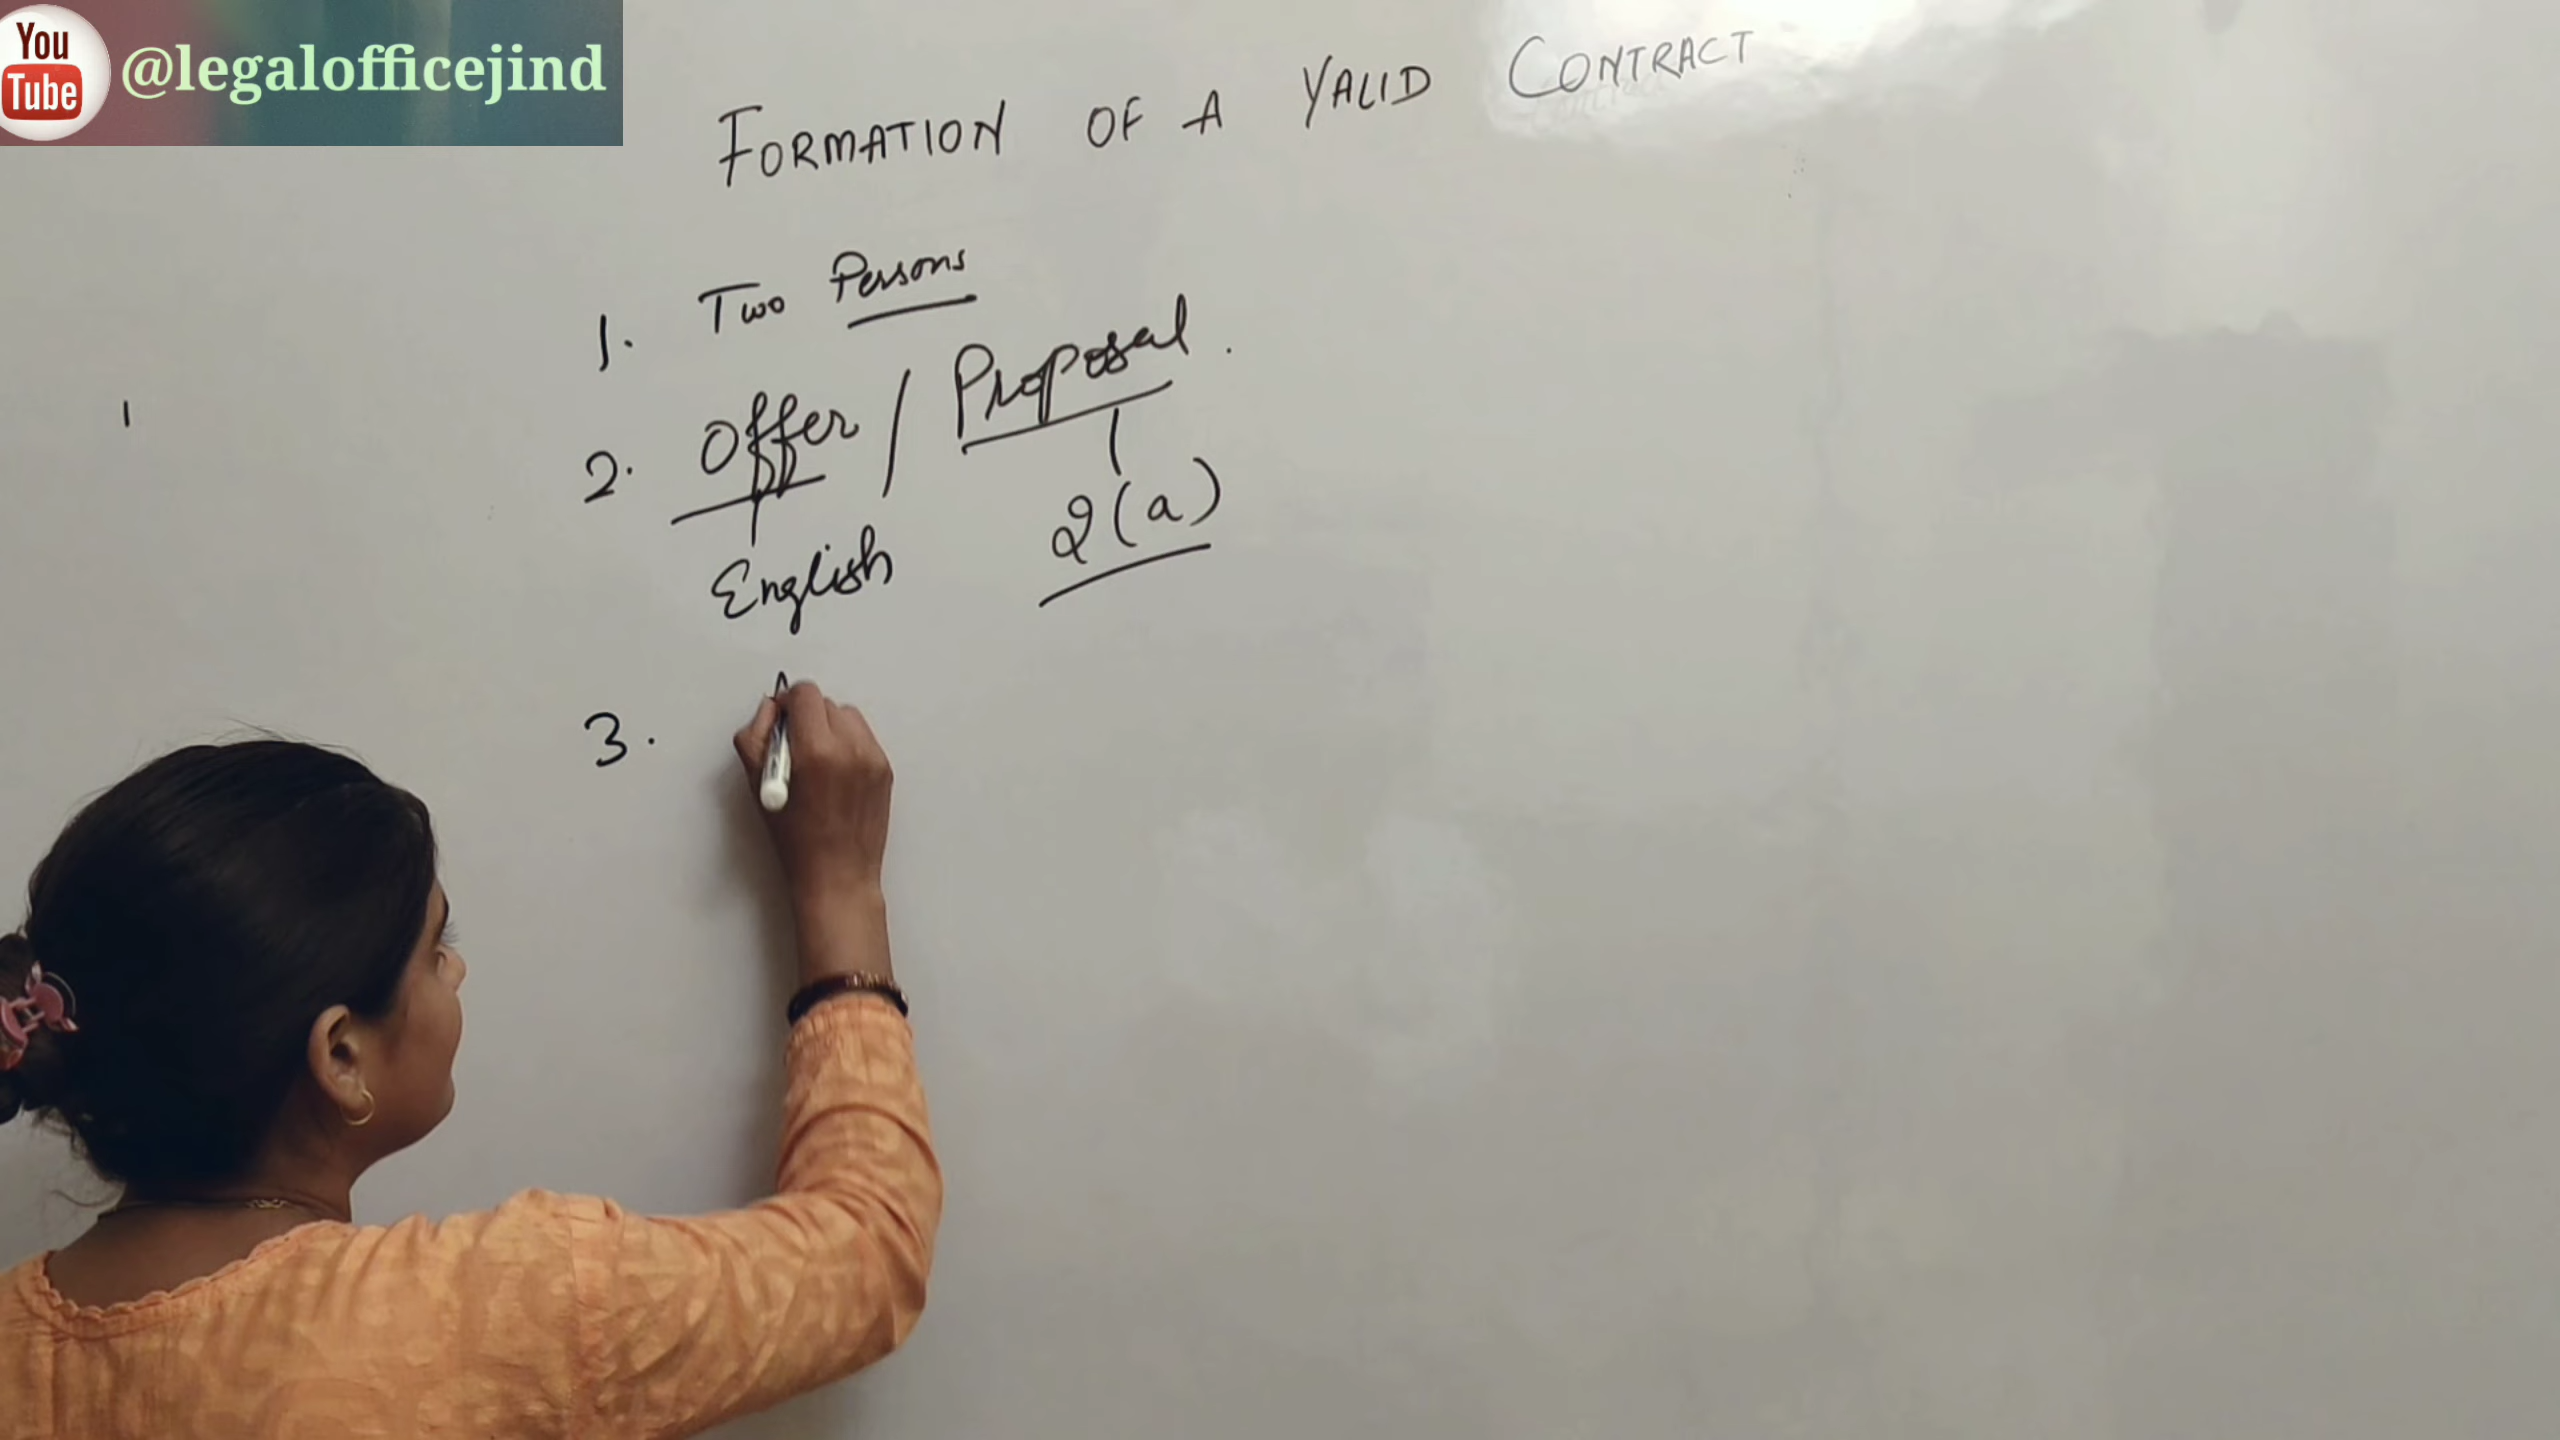 You
Tube
@legalofficejind
FORMATION OF A VALID CONTRACT
1. Two Persons
2. Offer / Proposal.
English 2(a)
3.